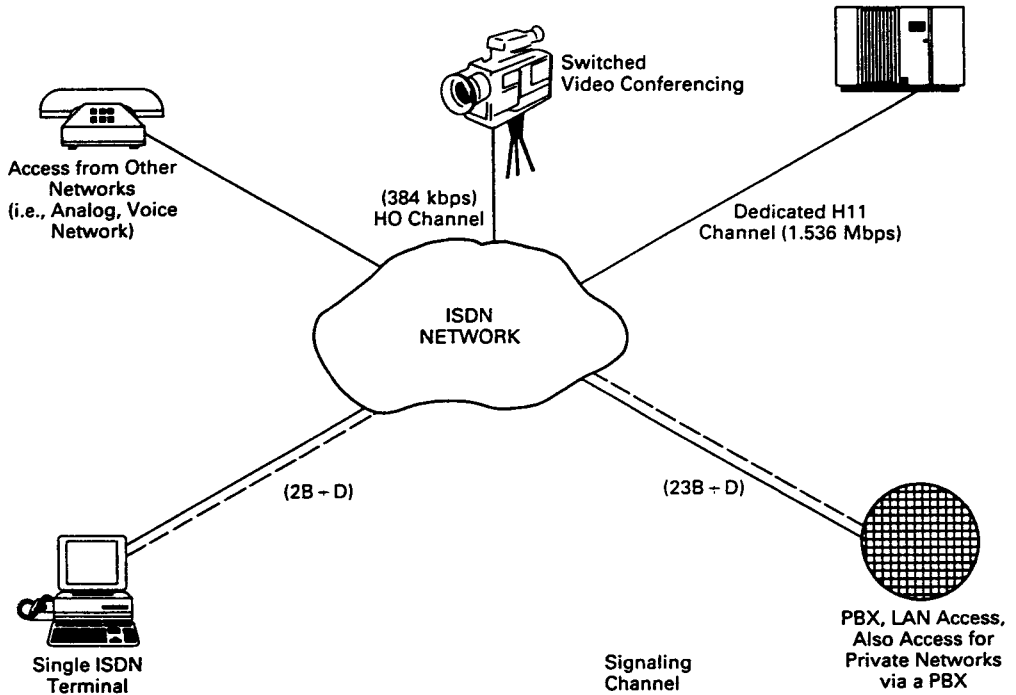 Switched
Video Conferencing
Access from Other
Networks
(i.e., Analog, Voice
Network)
(384 kbps)
HO Channel
Dedicated H11
Channel (1.536 Mbps)
ISDN
NETWORK
(2B ÷ D)
(23B ÷ D)
Single ISDN
Terminal
Signaling
Channel
PBX, LAN Access,
Also Access for
Private Networks
via a PBX